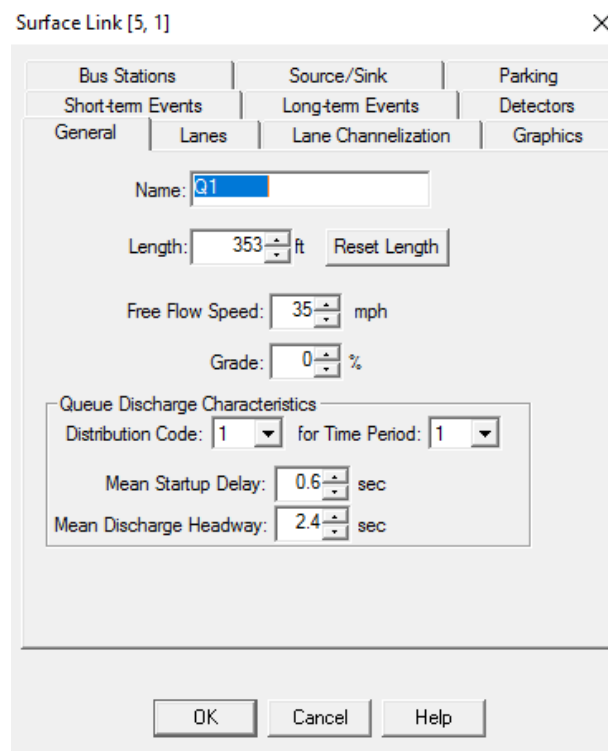 Surface Link [5, 1]
Bus Stations Source/Sink Parking
Short-term Events Long-term Events Detectors
General Lanes Lane Channelization Graphics
Name: Q1
Length: 353 ft Reset Length
Free Flow Speed: 35 mph
Grade: 0 %
Queue Discharge Characteristics
Distribution Code: 1 for Time Period: 1
Mean Startup Delay: 0.6 sec
Mean Discharge Headway: 2.4 sec
OK Cancel Help